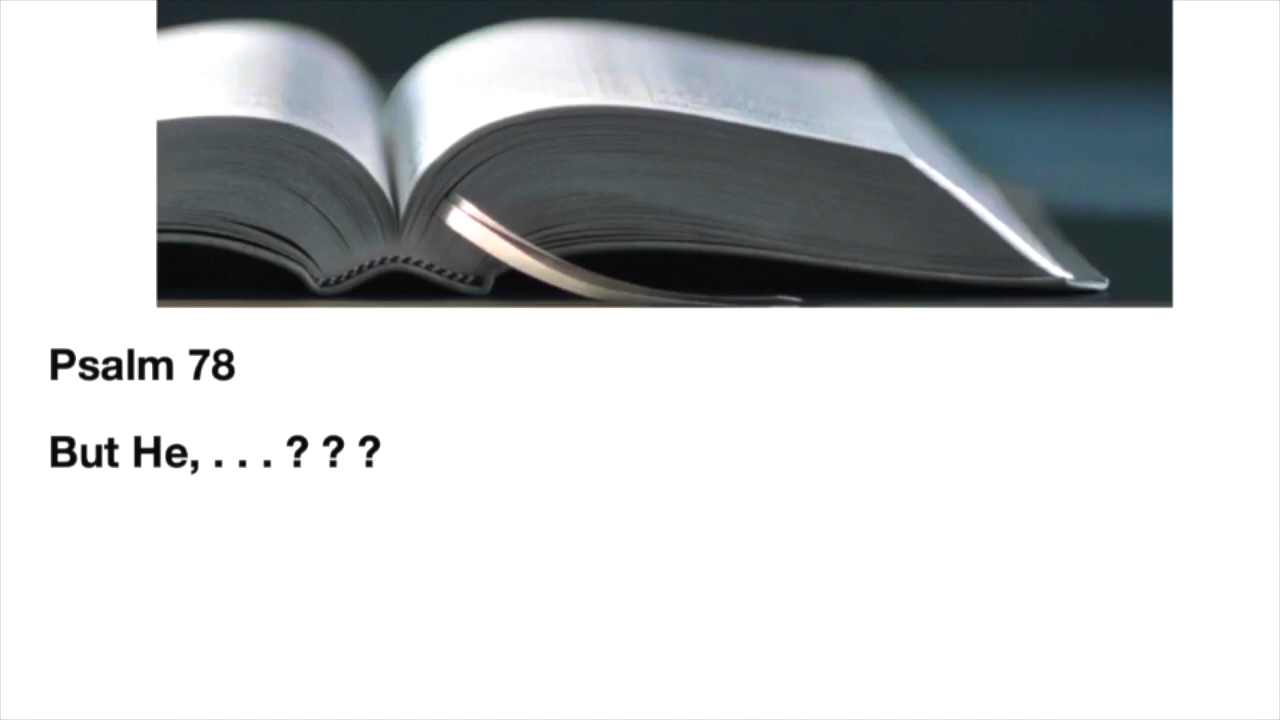 Psalm 78
But He, . . . ? ? ?